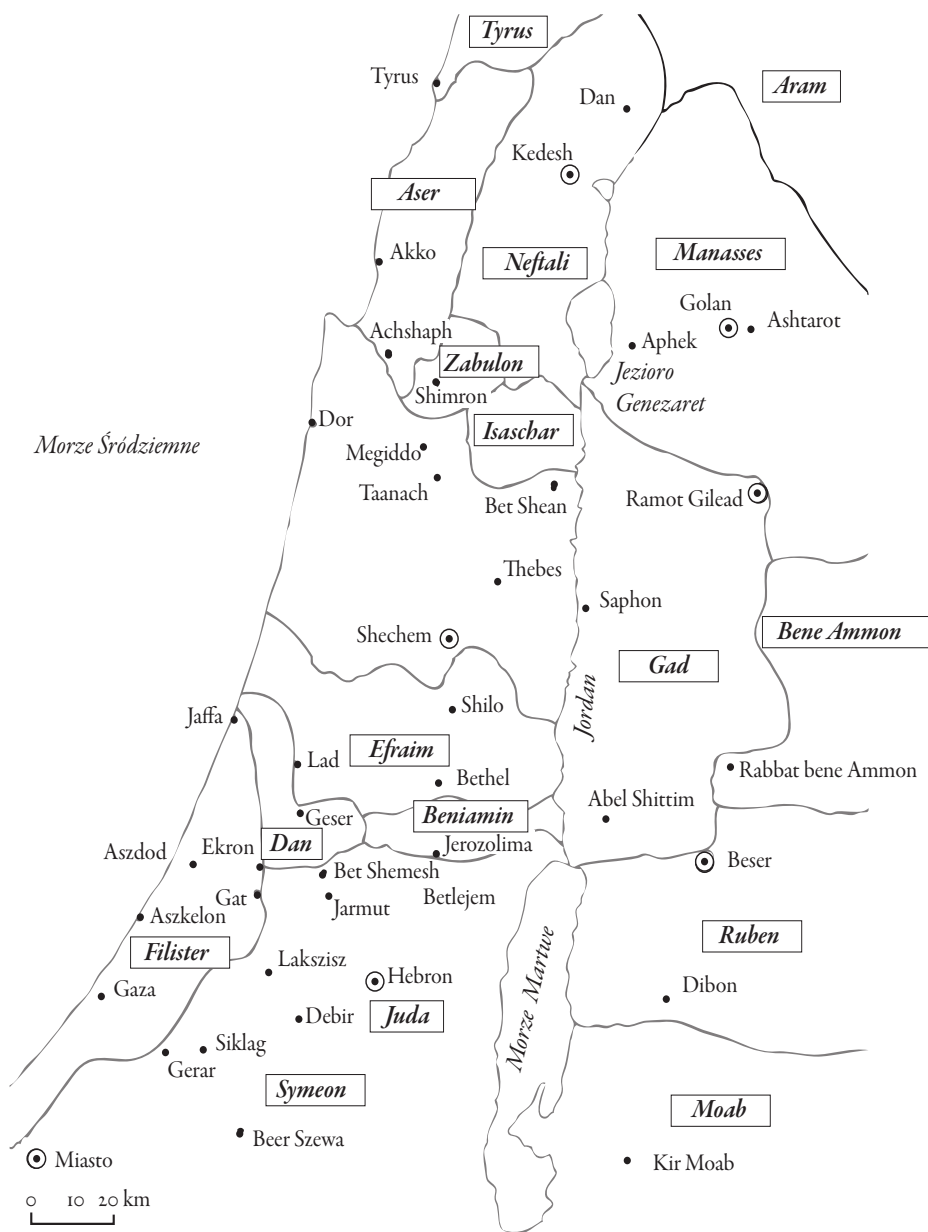 Tyrus
Tyrus
Aram
Dan
Kedesh
Aser
Neftali
Manasses
Akko
Golan
Ashtarot
Achshaph
Aphek
Zabulon
Jezioro
Genezaret
Shimron
Dor
Isaschar
Morze Śródziemne
Megiddo
Taanach
Bet Shean
Ramot Gilead
Thebes
Saphon
Shechem
Bene Ammon
Gad
Jordan
Shilo
Jaffa
Efraim
Lad
Bethel
Rabbat bene Ammon
Abel Shittim
Beniamin
Geser
Dan
Jerozolima
Aszdod
Ekron
Beser
Bet Shemesh
Gat
Jarmut
Betlejem
Aszkelon
Ruben
Filister
Lakszisz
Hebron
Morze Martwe
Gaza
Dibon
Debir
Juda
Siklag
Gerar
Symeon
Moab
Beer Szewa
Miasto
Kir Moab
0 10 20 km